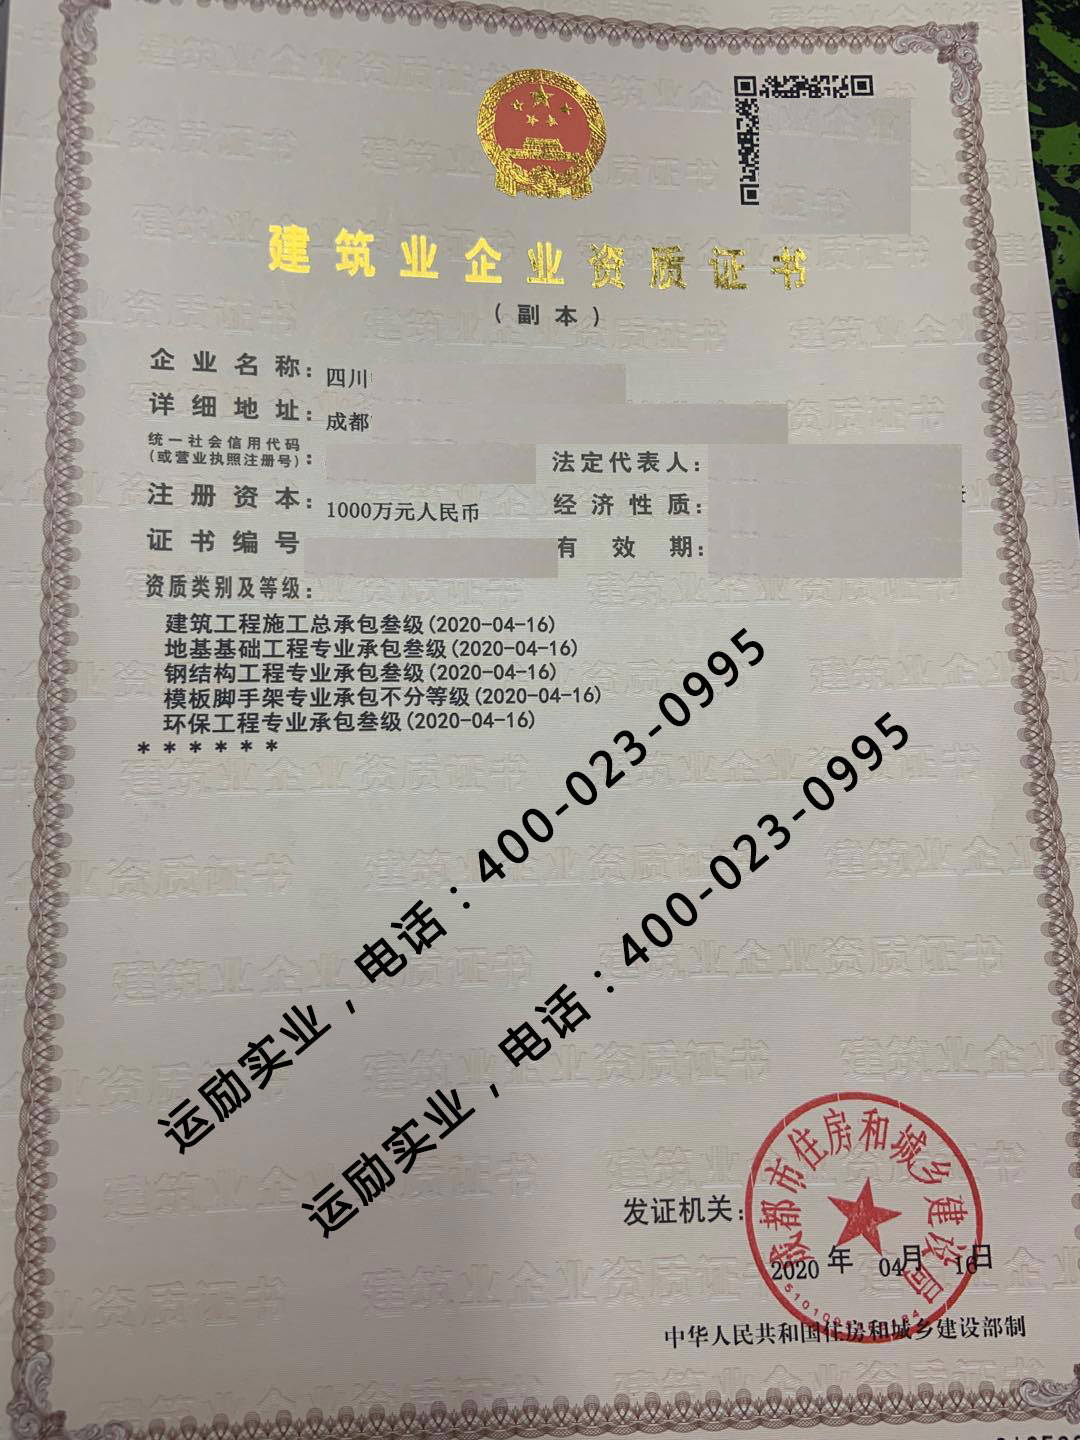 建筑业企业资质证书
（副本）
企业名称：四川
详细地址：成都
统一社会信用代码
（或营业执照注册号）：
法定代表人：
注册资本：1000万元人民币
经济性质：
证书编号
有效期：
资质类别及等级：
建筑工程施工总承包叁级(2020-04-16)
地基基础工程专业承包叁级(2020-04-16)
钢结构工程专业承包叁级(2020-04-16)
模板脚手架专业承包不分等级(2020-04-16)
环保工程专业承包叁级(2020-04-16)
******
运励实业，电话：400-023-0995
运励实业，电话：400-023-0995
发证机关：
成都市住房和城乡建设局
2020年04月16日
中华人民共和国住房和城乡建设部制